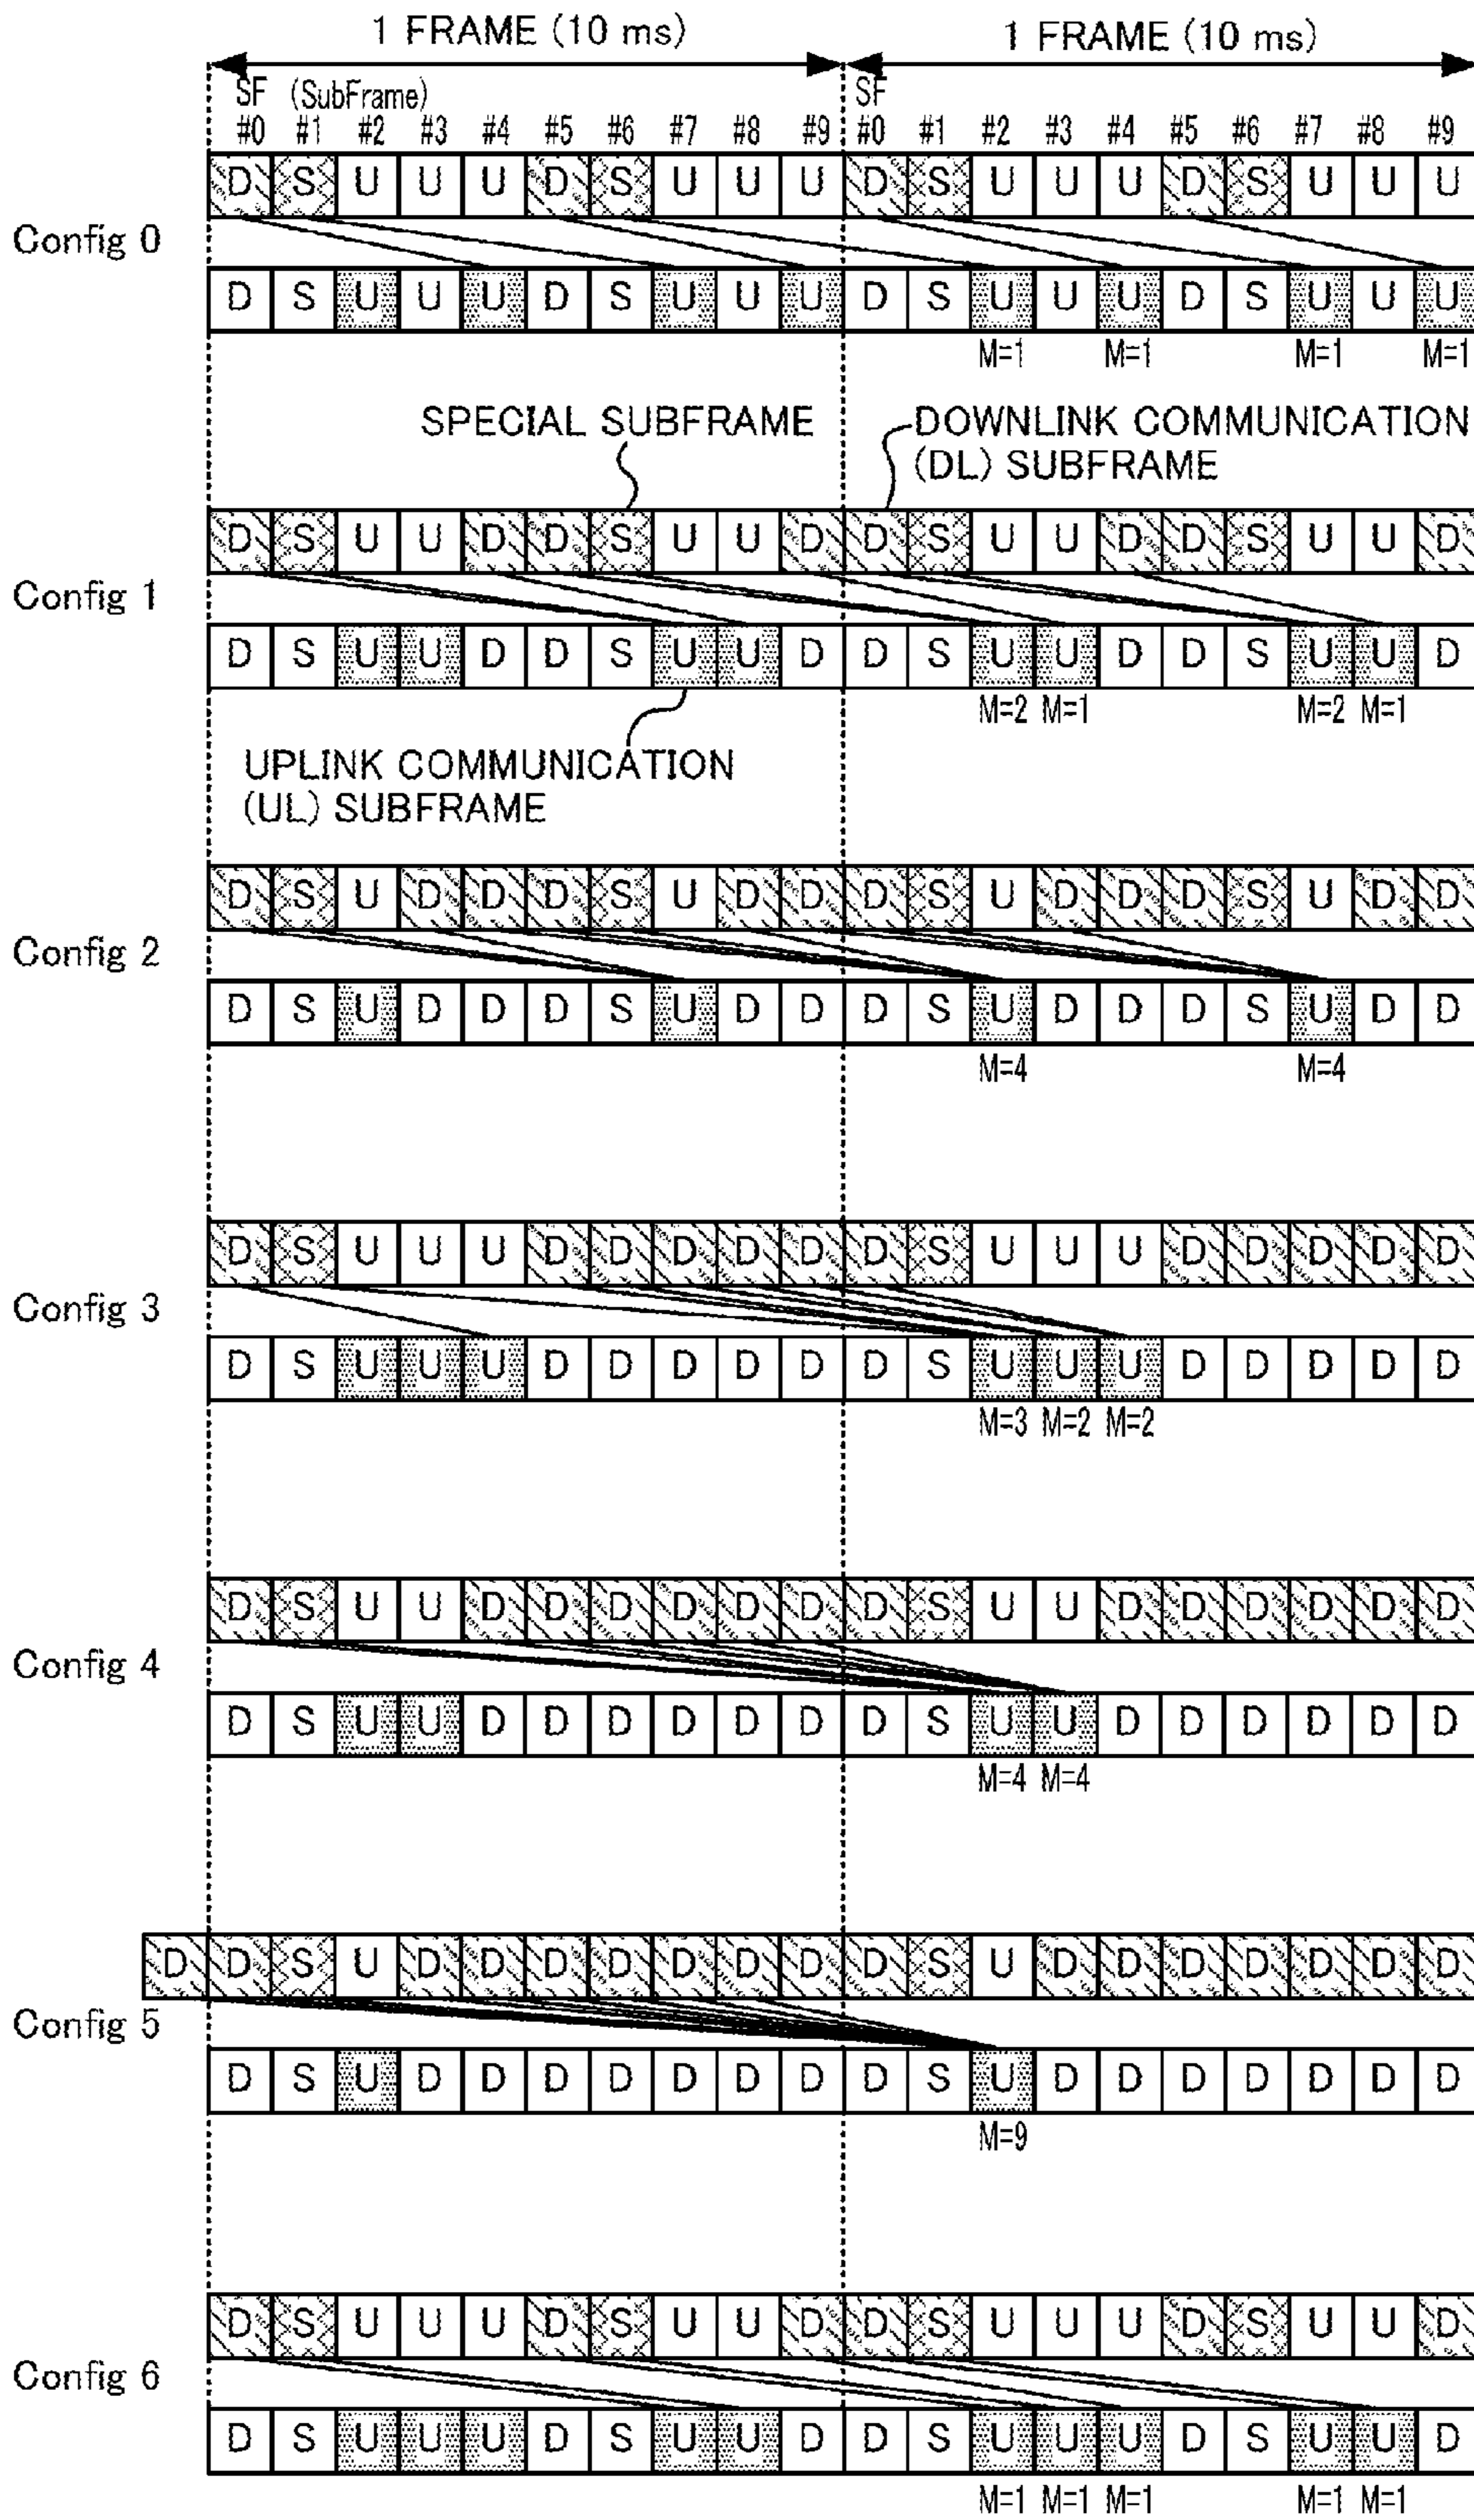 1 FRAME (10 ms) 1 FRAME (10 ms)
SF (SubFrame) SF
#0 #1 #2 #3 #4 #5 #6 #7 #8 #9 #0 #1 #2 #3 #4 #5 #6 #7 #8 #9
D S U U U D S U U U D S U U U D S U U U
Config 0
D S U U U D S U U U D S U U U D S U U U
M=1 M=1 M=1 M=1
SPECIAL SUBFRAME
DOWNLINK COMMUNICATION
(DL) SUBFRAME
D S U U D D S U U D D S U U D D S U U D
Config 1
D S U U D D S U U D D S U U D D S U U D
M=2 M=1 M=2 M=1
UPLINK COMMUNICATION
(UL) SUBFRAME
D S U D D D S U D D D S U D D D S U D D
Config 2
D S U D D D S U D D D S U D D D S U D D
M=4 M=4
D S U U U D D D D D D S U U U D D D D D
Config 3
D S U U U D D D D D D S U U U D D D D D
M=3 M=2 M=2
D S U U D D D D D D D S U U D D D D D D
Config 4
D S U U D D D D D D D S U U D D D D D D
M=4 M=4
D D S U D D D D D D D D S U D D D D D D D
Config 5
D S U D D D D D D D D S U D D D D D D D
M=9
D S U U U D S U U D D S U U U D S U U D
Config 6
D S U U U D S U U D D S U U U D S U U D
M=1 M=1 M=1 M=1 M=1